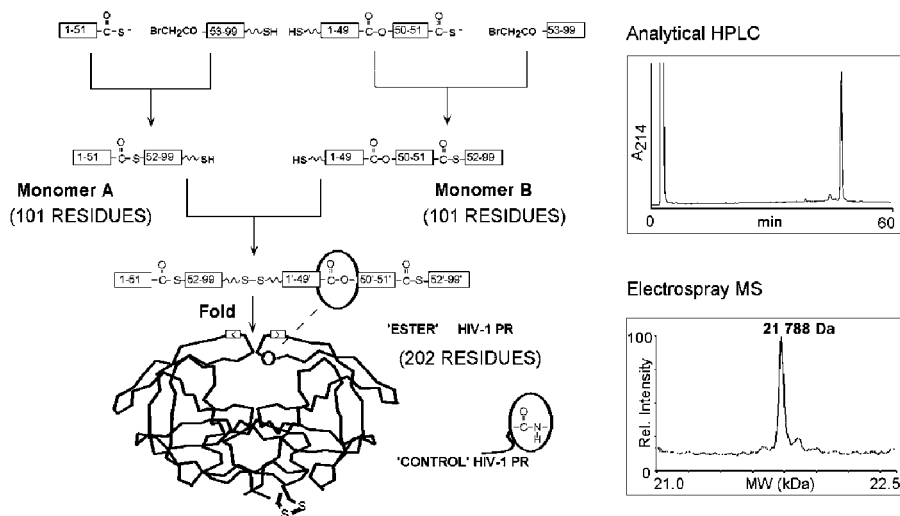 1-51 C S⁻ O BrCH₂CO 53-99 SH HS 1-49 C O O 50-51 C S⁻ O BrCH₂CO 53-99
1-51 C S O 52-99 SH HS 1-49 C O O 50-51 C S O 52-99
Monomer A
(101 RESIDUES)
Monomer B
(101 RESIDUES)
1-51 C S O 52-99 S S 1'-49' C O O 50'-51' C S O 52'-99'
Fold
'ESTER' HIV-1 PR
(202 RESIDUES)
O
C N
H
'CONTROL' HIV-1 PR
S
S
Analytical HPLC
A214
0 min 60
Electrospray MS
21 788 Da
100
Rel. Intensity
0
21.0 MW (kDa) 22.5